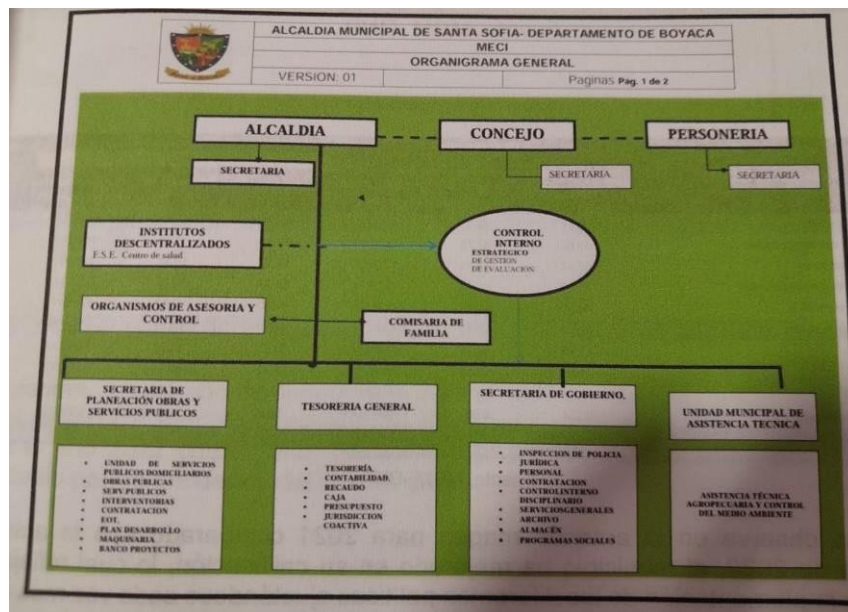 ALCALDIA MUNICIPAL DE SANTA SOFIA- DEPARTAMENTO DE BOYACA
MECI
ORGANIGRAMA GENERAL
VERSION: 01
Paginas Pag. 1 de 2
ALCALDIA
CONCEJO
PERSONERIA
SECRETARIA
SECRETARIA
SECRETARIA
INSTITUTOS
DESCENTRALIZADOS
E.S.E. Centro de salud
CONTROL
INTERNO
ESTRATEGICO
DE GESTION
DE EVALUACION
ORGANISMOS DE ASESORIA Y
CONTROL
COMISARIA DE
FAMILIA
SECRETARIA DE
PLANEACIÓN OBRAS Y
SERVICIOS PUBLICOS
TESORERIA GENERAL
SECRETARIA DE GOBIERNO.
UNIDAD MUNICIPAL DE
ASISTENCIA TECNICA
• UNIDAD DE SERVICIOS
PUBLICOS DOMICILIARIOS
• OBRAS PUBLICAS
• SERV.PUBLICOS
• INTERVENTORIAS
• CONTRATACION
• EOT.
• PLAN DESARROLLO
• MAQUINARIA
• BANCO PROYECTOS
• TESORERÍA,
• CONTABILIDAD.
• RECAUDO
• CAJA
• PRESUPUESTO
• JURISDICCION
COACTIVA
• INSPECCION DE POLICIA
• JURÍDICA
• PERSONAL
• CONTRATACION
• CONTROLINTERNO
DISCIPLINARIO
• SERVICIOSGENERALES
• ARCHIVO
• ALMACÉN
• PROGRAMAS SOCIALES
ASISTENCIA TÉCNICA
AGROPECUARIA Y CONTROL
DEL MEDIO AMBIENTE